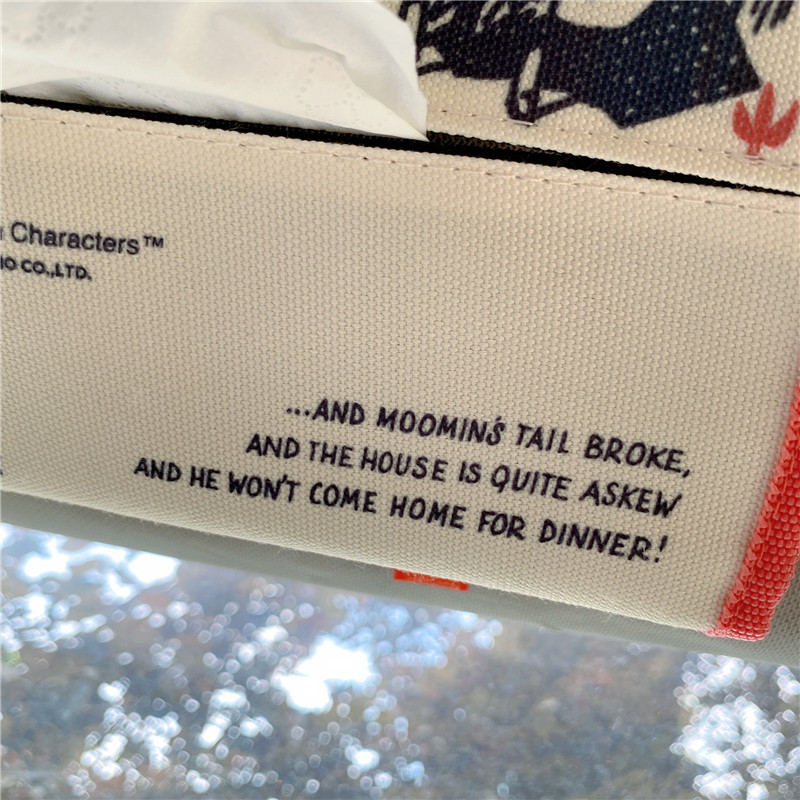 Characters™
CO.,LTD.
...AND MOOMIN'S TAIL BROKE,
AND THE HOUSE IS QUITE ASKEW
AND HE WON'T COME HOME FOR DINNER!